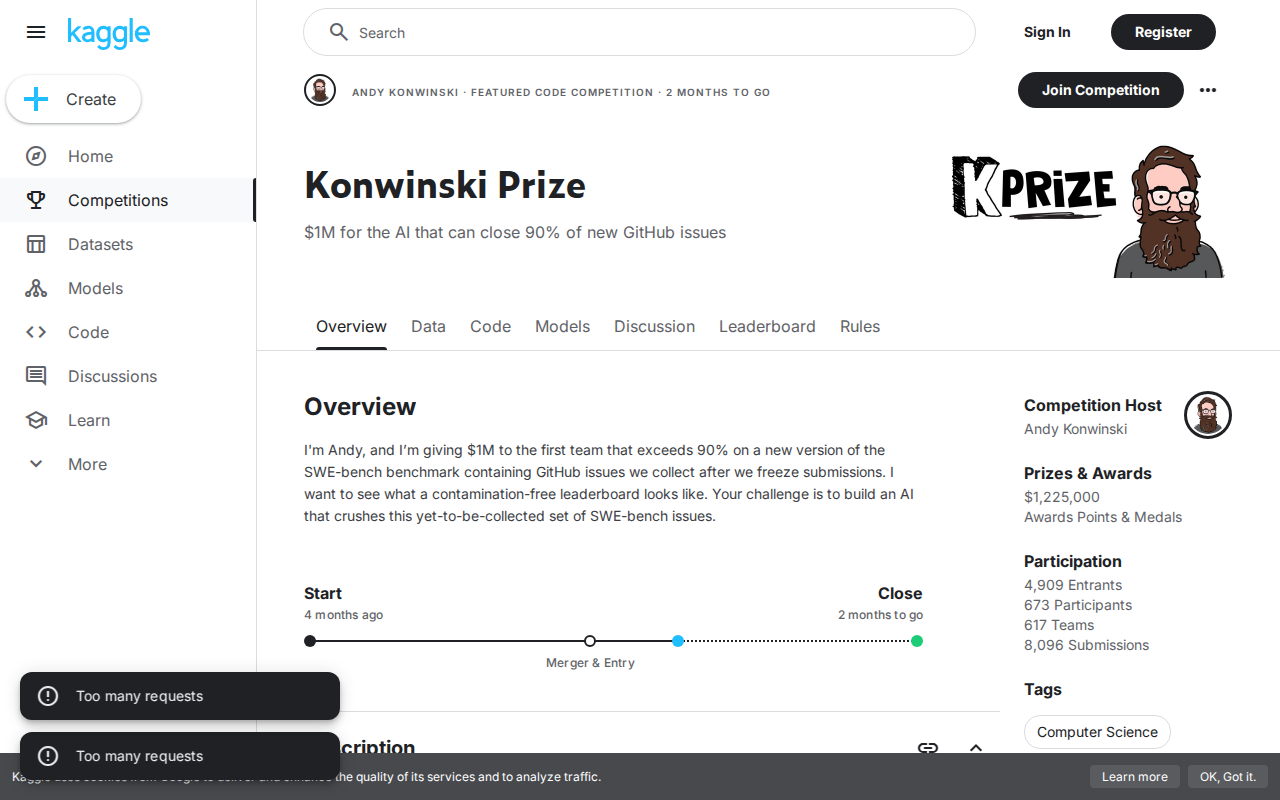 kaggle
Search
Sign In
Register
Create
ANDY KONWINSKI · FEATURED CODE COMPETITION · 2 MONTHS TO GO
Join Competition
Home
Competitions
Datasets
Models
Code
Discussions
Learn
More
Konwinski Prize
$1M for the AI that can close 90% of new GitHub issues
K PRiZE
Overview
Data
Code
Models
Discussion
Leaderboard
Rules
Overview
I'm Andy, and I’m giving $1M to the first team that exceeds 90% on a new version of the
SWE-bench benchmark containing GitHub issues we collect after we freeze submissions. I
want to see what a contamination-free leaderboard looks like. Your challenge is to build an AI
that crushes this yet-to-be-collected set of SWE-bench issues.
Start
4 months ago
Close
2 months to go
Merger & Entry
Competition Host
Andy Konwinski
Prizes & Awards
$1,225,000
Awards Points & Medals
Participation
4,909 Entrants
673 Participants
617 Teams
8,096 Submissions
Tags
Computer Science
Too many requests
Too many requests
the quality of its services and to analyze traffic.
Learn more
OK, Got it.